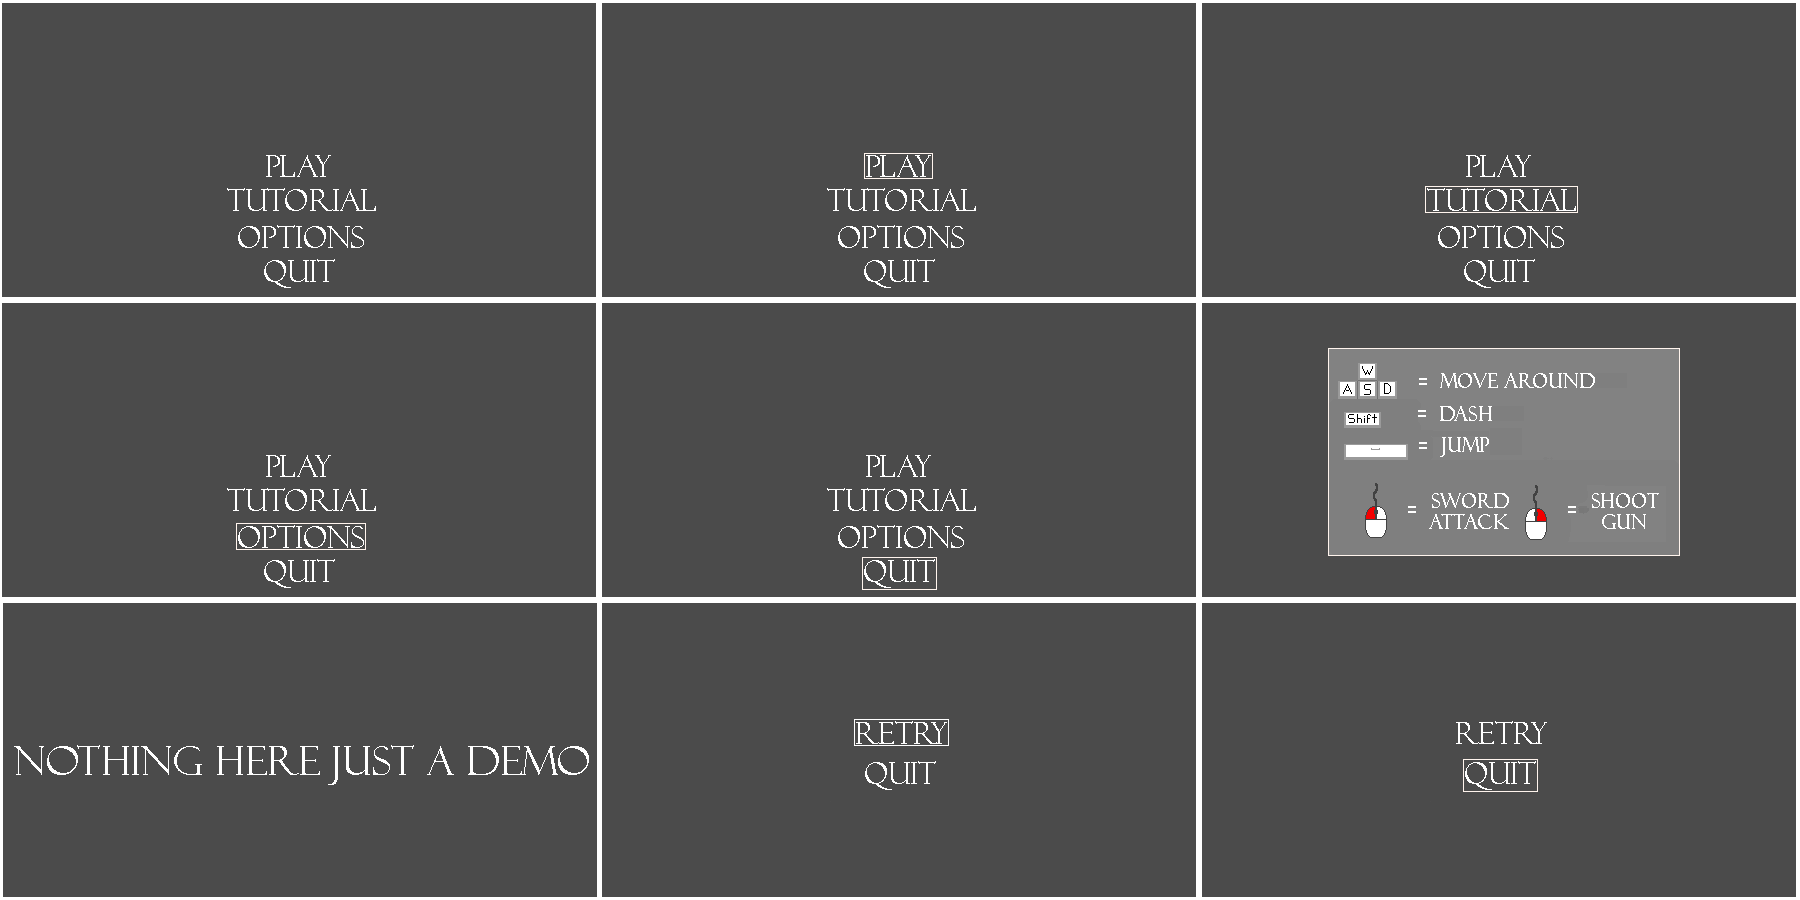 PLAY
TUTORIAL
OPTIONS
QUIT
PLAY
TUTORIAL
OPTIONS
QUIT
PLAY
TUTORIAL
OPTIONS
QUIT
PLAY
TUTORIAL
OPTIONS
QUIT
PLAY
TUTORIAL
OPTIONS
QUIT
W
A S D = MOVE AROUND
Shift = DASH
= JUMP
= SWORD ATTACK
= SHOOT GUN
NOTHING HERE JUST A DEMO
RETRY
QUIT
RETRY
QUIT